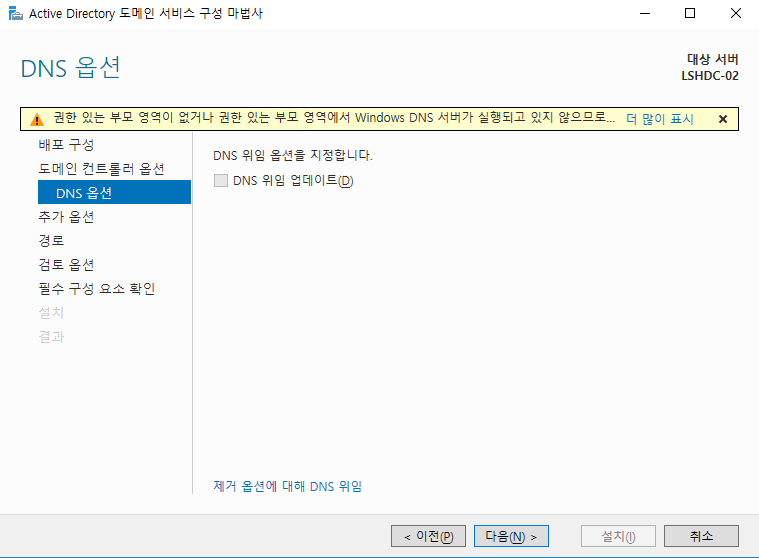 Active Directory 도메인 서비스 구성 마법사
DNS 옵션
대상 서버
LSHDC-02
권한 있는 부모 영역이 없거나 권한 있는 부모 영역에서 Windows DNS 서버가 실행되고 있지 않으므로... 더 많이 표시
배포 구성
도메인 컨트롤러 옵션
DNS 옵션
추가 옵션
경로
검토 옵션
필수 구성 요소 확인
설치
결과
DNS 위임 옵션을 지정합니다.
DNS 위임 업데이트(D)
제거 옵션에 대해 DNS 위임
< 이전(P) 다음(N) > 설치(I) 취소